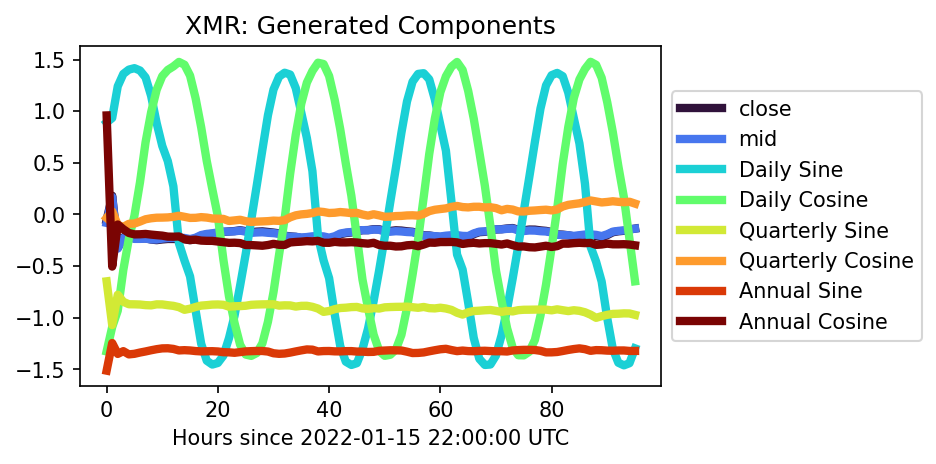 XMR: Generated Components
1.5
1.0
0.5
0.0
−0.5
−1.0
−1.5
0
20
40
60
80
Hours since 2022-01-15 22:00:00 UTC
close
mid
Daily Sine
Daily Cosine
Quarterly Sine
Quarterly Cosine
Annual Sine
Annual Cosine